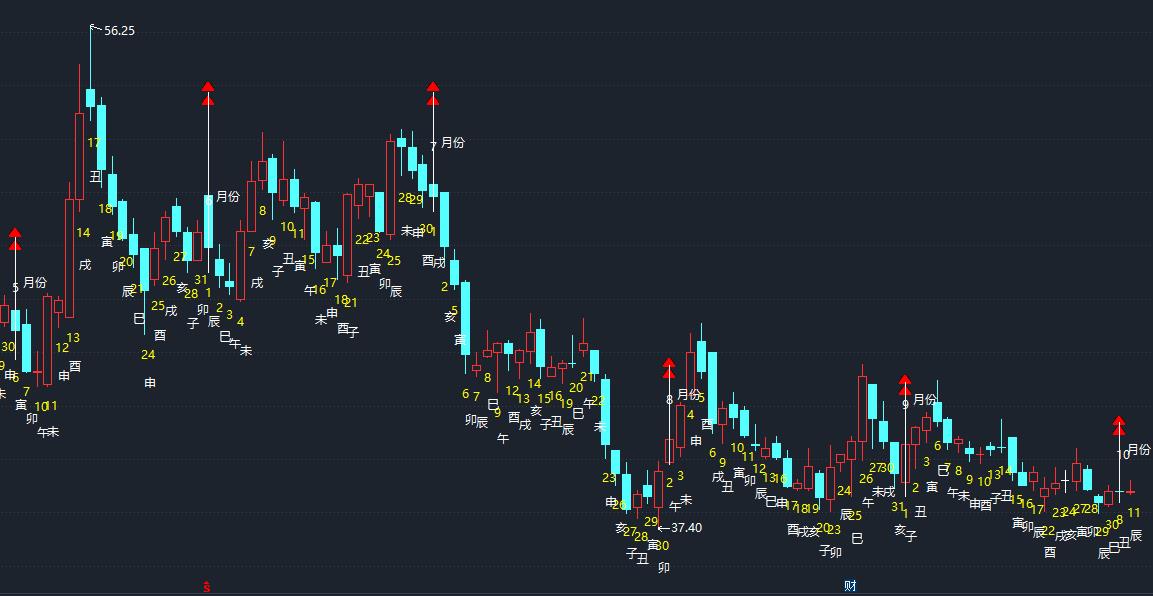 56.25
5月份
6月份
7月份
8月份
9月份
10月份
37.40
30
6
7
10
11
12
13
14
17
18
19
20
21
24
25
26
27
28
31
1
2
3
4
7
8
9
10
11
15
16
17
18
21
22
23
24
25
28
29
30
1
2
5
6
7
8
9
12
13
14
15
16
19
20
21
22
23
26
27
28
29
30
2
3
4
5
6
9
10
11
12
13
16
17
18
19
20
23
24
25
26
27
30
31
1
2
3
6
7
8
9
10
13
14
15
16
17
22
23
24
27
28
29
30
8
11
申
寅
卯
午
未
申
酉
戌
丑
寅
卯
辰
巳
申
酉
戌
亥
子
卯
辰
巳
午
未
戌
亥
子
丑
寅
午
未
申
酉
子
丑
寅
卯
辰
未
申
酉
戌
亥
寅
卯
辰
巳
午
酉
戌
亥
子
丑
辰
巳
午
未
申
亥
子
丑
寅
卯
午
未
申
酉
戌
丑
寅
卯
辰
巳
申
酉
戌
亥
子
卯
辰
巳
午
未
戌
亥
子
丑
寅
巳
午
未
申
酉
子
丑
寅
卯
辰
酉
戌
亥
寅
卯
辰
巳
丑
辰
财